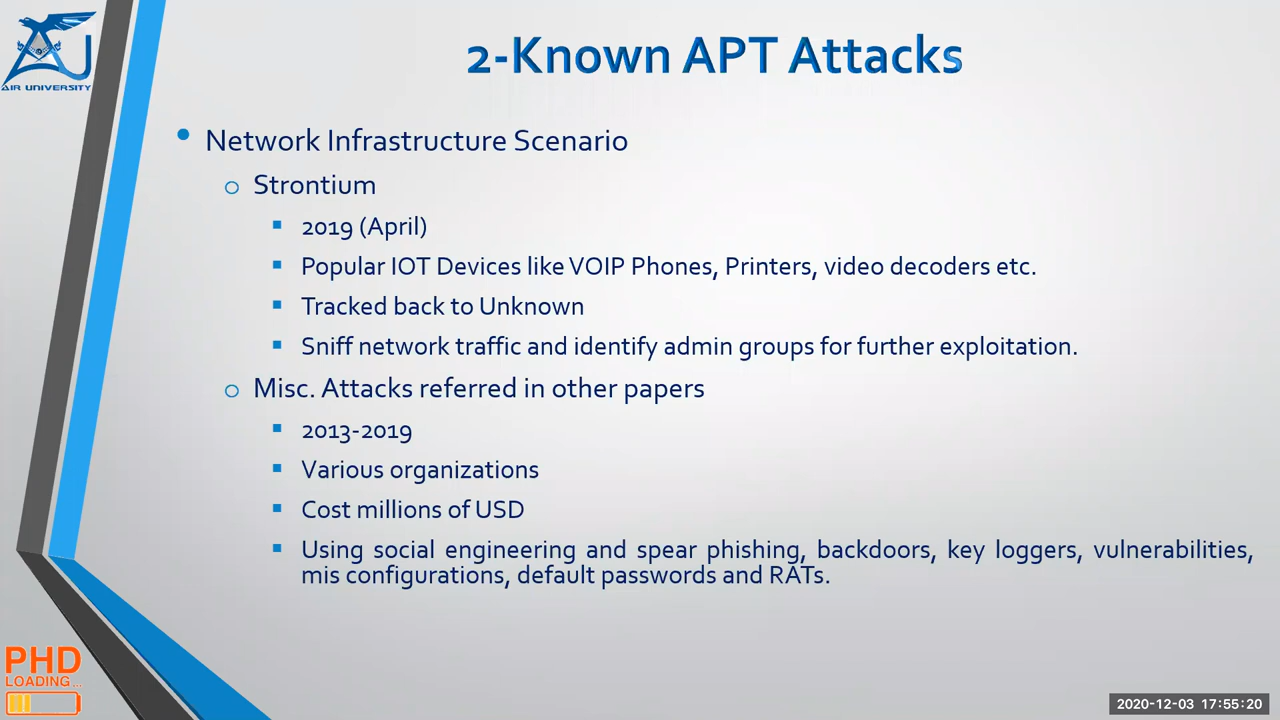 AIR UNIVERSITY
2-Known APT Attacks
Network Infrastructure Scenario
Strontium
2019 (April)
Popular IOT Devices like VOIP Phones, Printers, video decoders etc.
Tracked back to Unknown
Sniff network traffic and identify admin groups for further exploitation.
Misc. Attacks referred in other papers
2013-2019
Various organizations
Cost millions of USD
Using social engineering and spear phishing, backdoors, key loggers, vulnerabilities,
mis configurations, default passwords and RATs.
PHD
LOADING...
2020-12-03 17:55:20